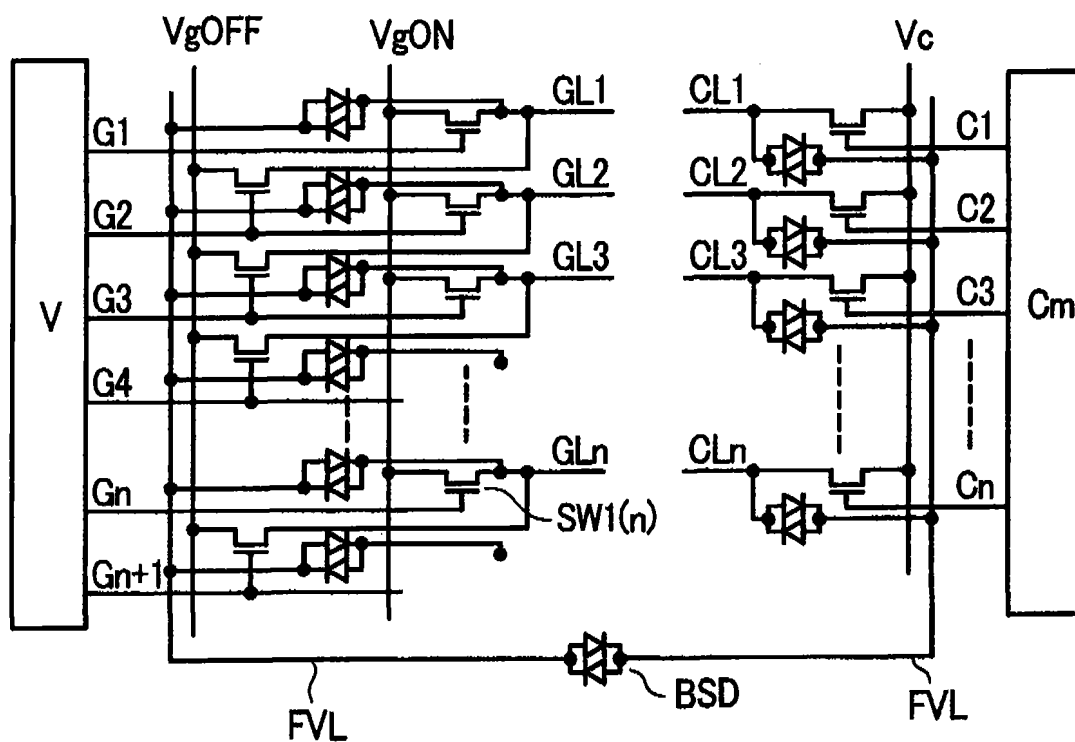 VgOFF VgON Vc
GL1 CL1
G1 C1
GL2 CL2
G2 C2
GL3 CL3
G3 C3
V Cm
G4
GLn CLn
Gn Cn
SW1(n)
Gn+1
BSD
FVL FVL